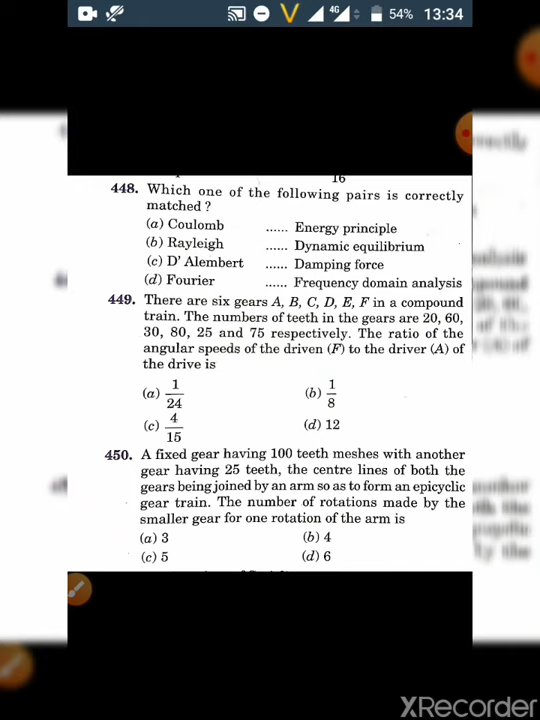 4G 54% 13:34
16
448. Which one of the following pairs is correctly
matched ?
(a) Coulomb ...... Energy principle
(b) Rayleigh ...... Dynamic equilibrium
(c) D' Alembert ...... Damping force
(d) Fourier ...... Frequency domain analysis
449. There are six gears A, B, C, D, E, F in a compound
train. The numbers of teeth in the gears are 20, 60,
30, 80, 25 and 75 respectively. The ratio of the
angular speeds of the driven (F) to the driver (A) of
the drive is
(a) 1/24 (b) 1/8
(c) 4/15 (d) 12
450. A fixed gear having 100 teeth meshes with another
gear having 25 teeth, the centre lines of both the
gears being joined by an arm so as to form an epicyclic
gear train. The number of rotations made by the
smaller gear for one rotation of the arm is
(a) 3 (b) 4
(c) 5 (d) 6
XRecorder